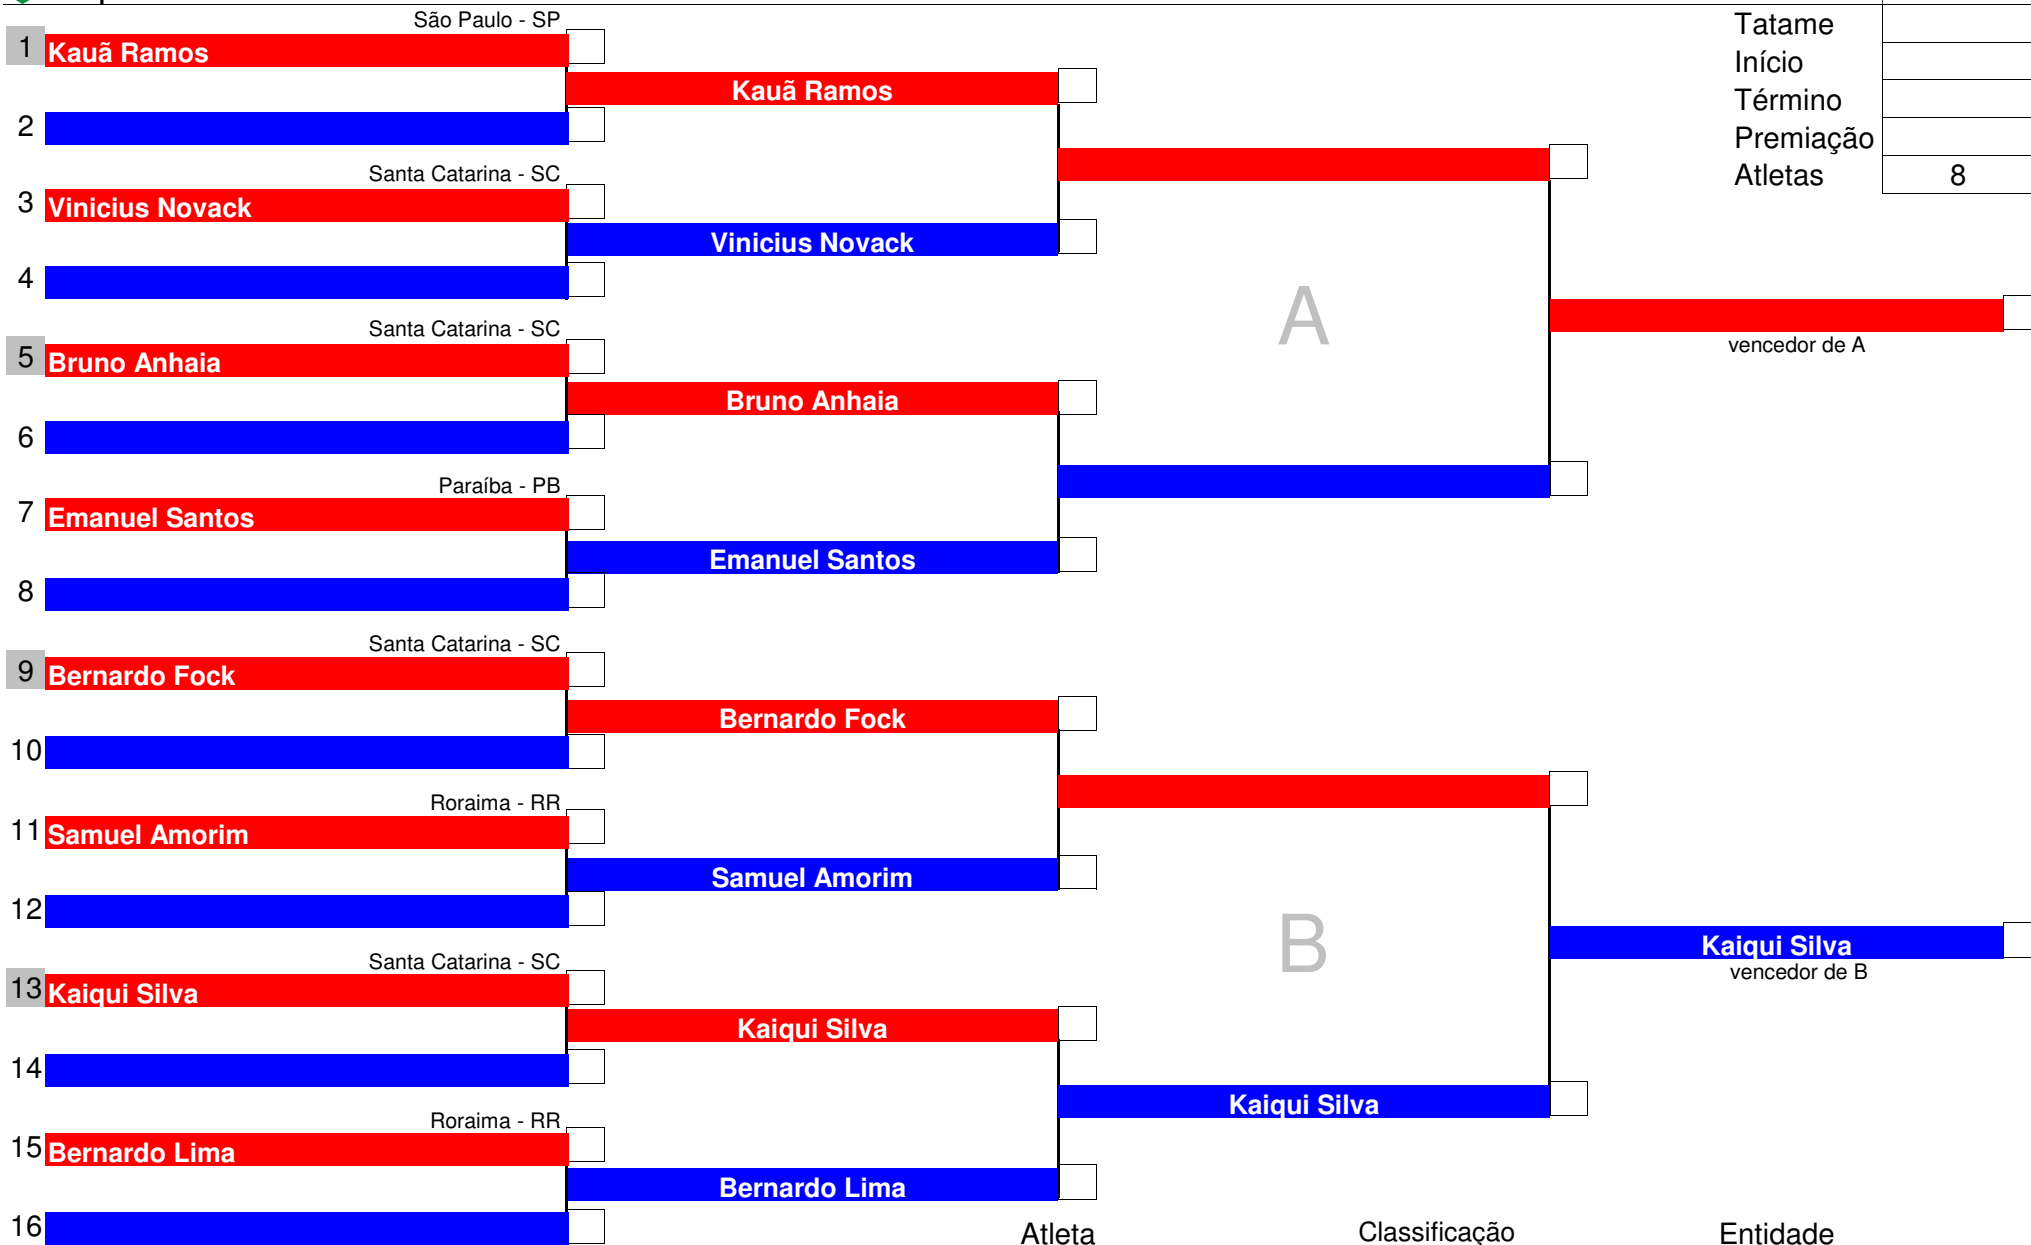 São Paulo - SP
1 Kauã Ramos
Kauã Ramos
2
Santa Catarina - SC
3 Vinicius Novack
Vinicius Novack
4
Santa Catarina - SC
5 Bruno Anhaia
Bruno Anhaia
6
Paraíba - PB
7 Emanuel Santos
Emanuel Santos
8
Santa Catarina - SC
9 Bernardo Fock
Bernardo Fock
10
Roraima - RR
11 Samuel Amorim
Samuel Amorim
12
Santa Catarina - SC
13 Kaiqui Silva
Kaiqui Silva
14
Roraima - RR
15 Bernardo Lima
Bernardo Lima
16
A
B
Kaiqui Silva
vencedor de A
Kaiqui Silva
vencedor de B
Tatame
Início
Término
Premiação
Atletas 8
Atleta Classificação Entidade